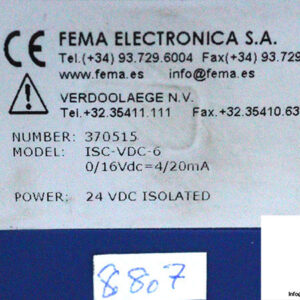 CE FEMA ELECTRONICA S.A.
Tel.(+34) 93.729.6004 Fax(+34) 93.729
www.fema.es info@fema.es
VERDOOLAEGE N.V.
Tel.+32.35411.111 Fax.+32.35410.63
NUMBER: 370515
MODEL: ISC-VDC-6
0/16Vdc=4/20mA
POWER: 24 VDC ISOLATED
8807